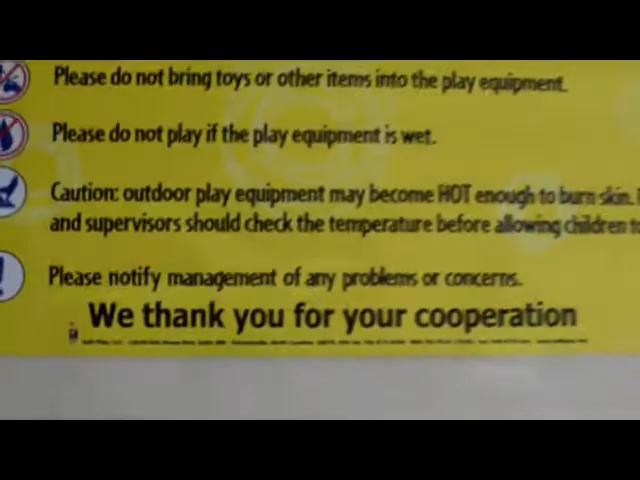 Please do not bring toys or other items into the play equipment.
Please do not play if the play equipment is wet.
Caution: outdoor play equipment may become HOT enough to burn skin.
and supervisors should check the temperature before allowing children to
Please notify management of any problems or concerns.
We thank you for your cooperation